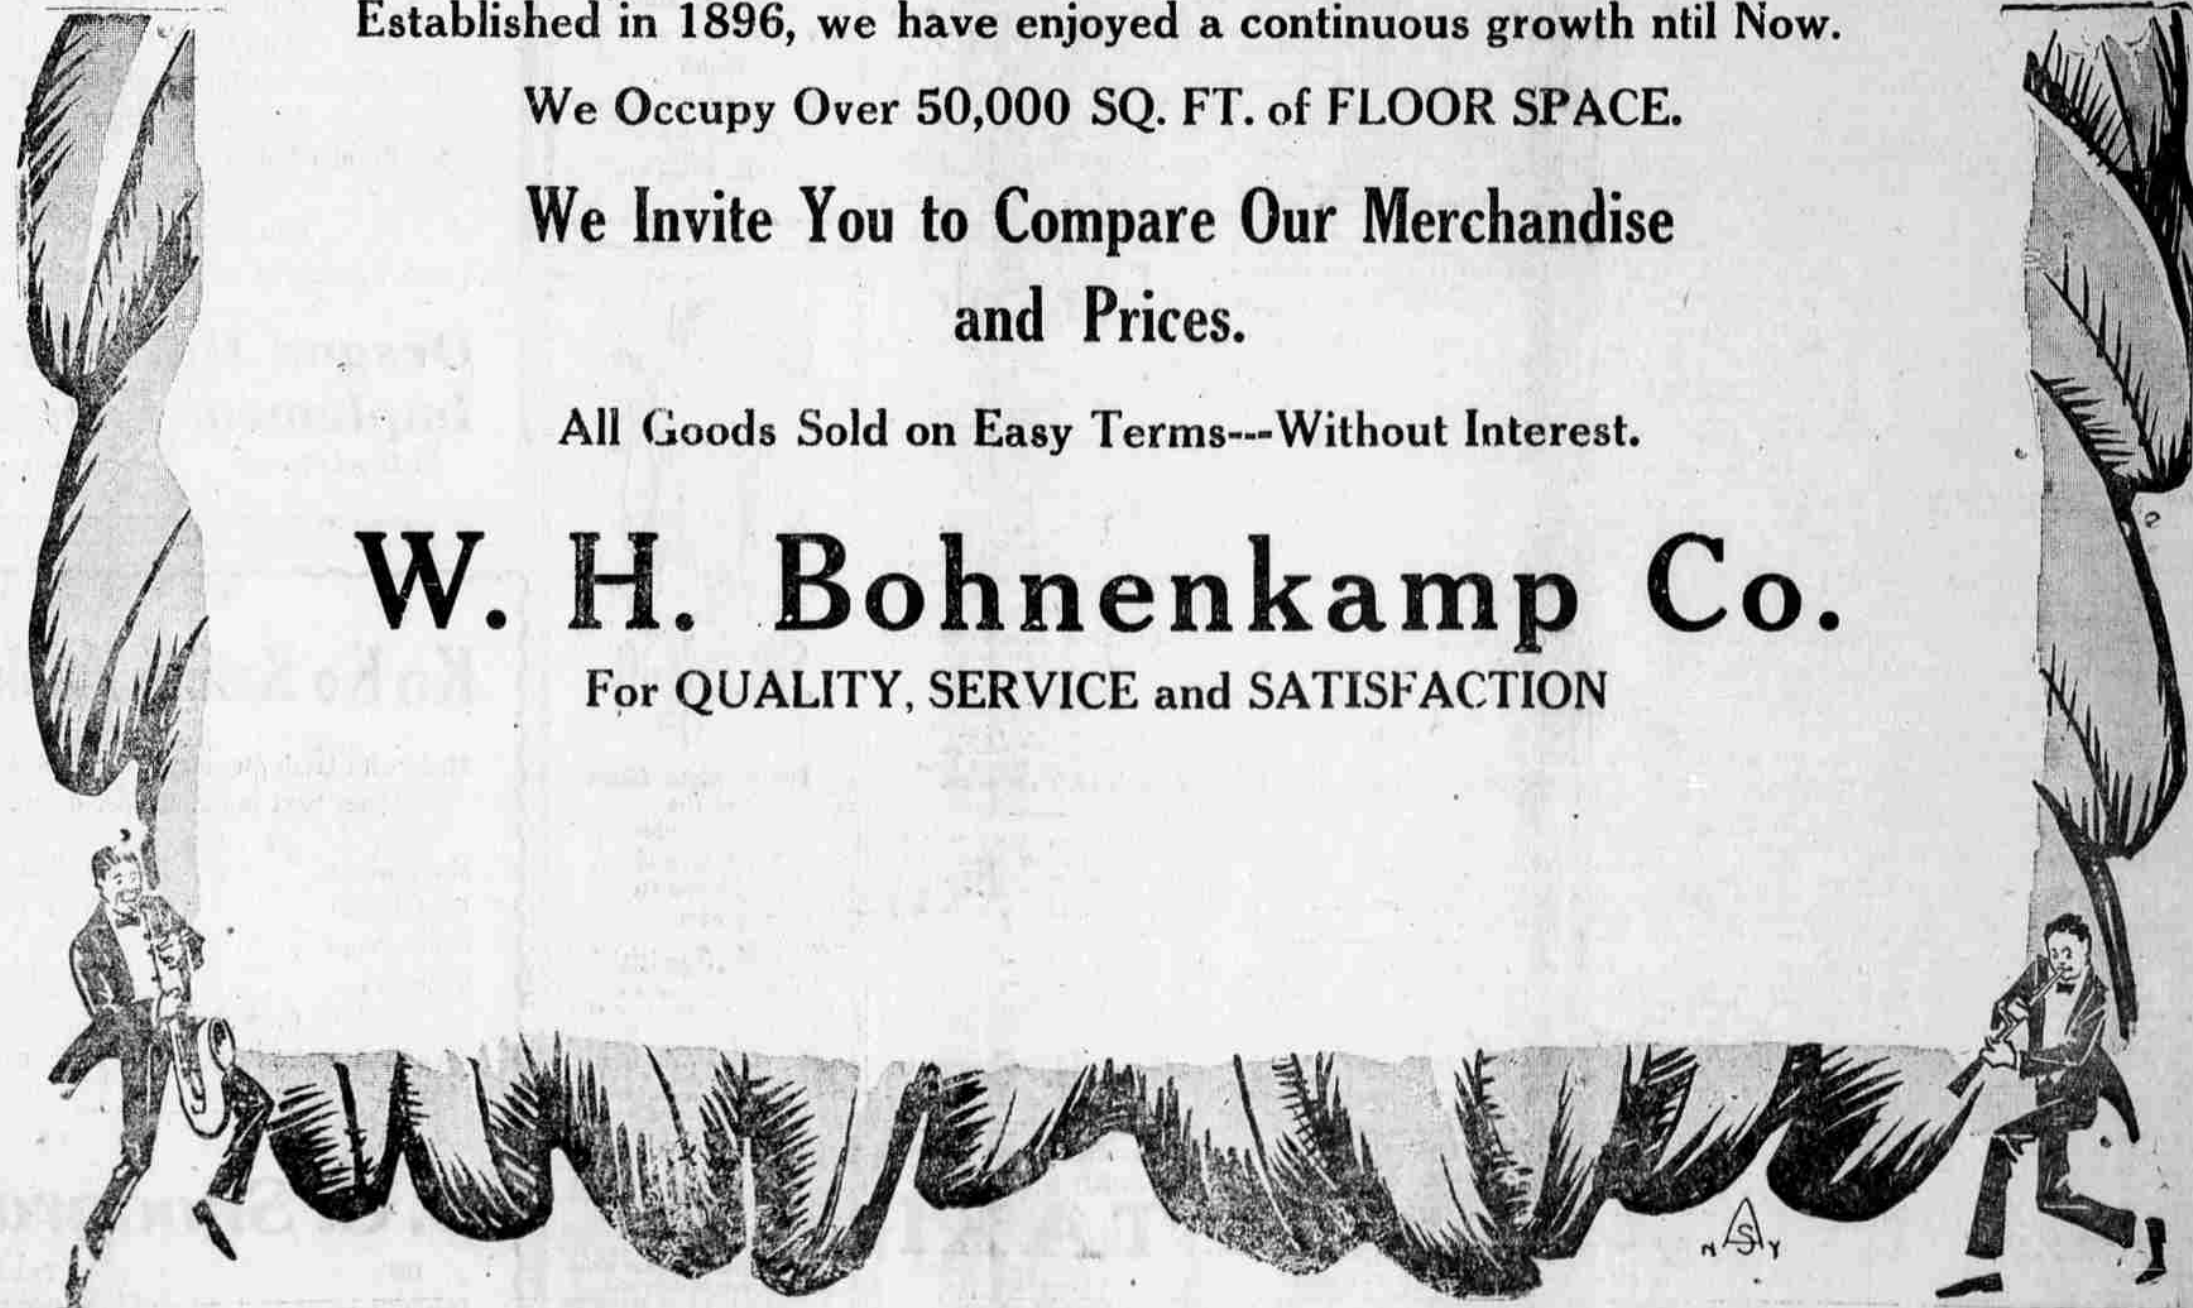 Established in 1896, we have enjoyed a continuous growth ntil Now.
We Occupy Over 50,000 SQ. FT. of FLOOR SPACE.
We Invite You to Compare Our Merchandise
and Prices.
All Goods Sold on Easy Terms---Without Interest.
W. H. Bohnenkamp Co.
For QUALITY, SERVICE and SATISFACTION
N A S Y